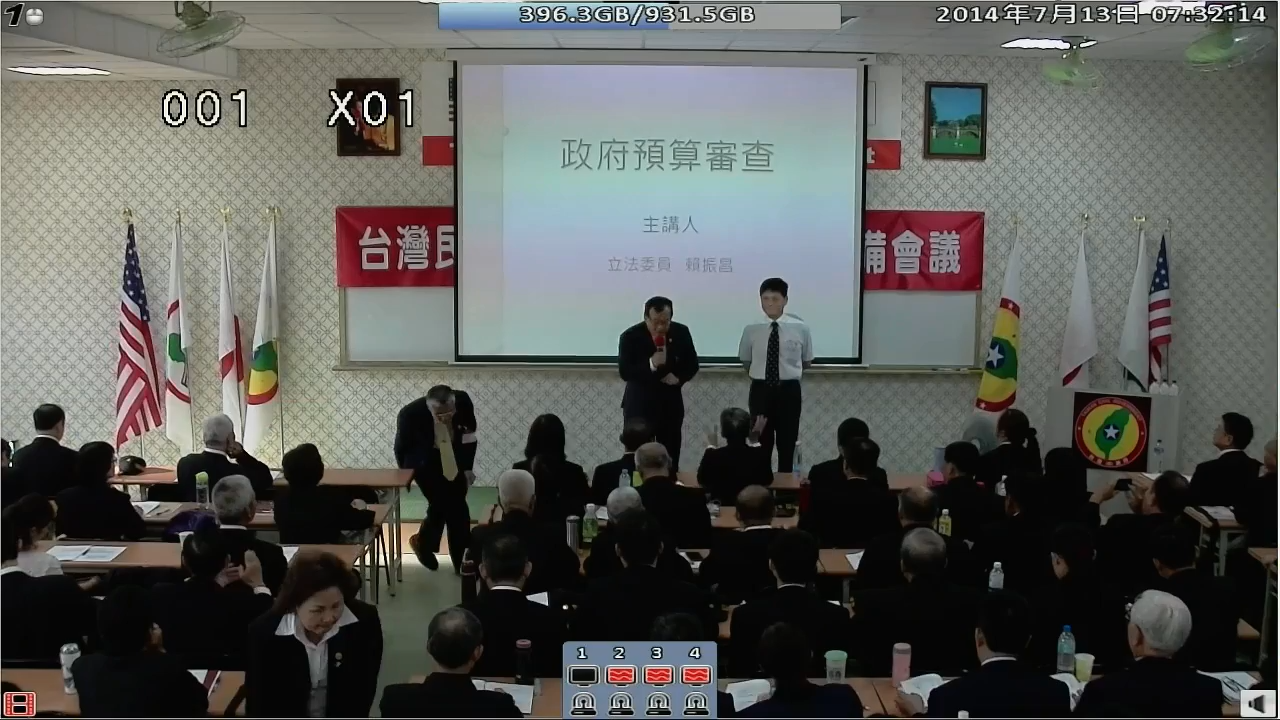 396.3GB/931.5GB
2014年7月13日 07:32:14
1
001 X01
政府預算審查
主講人
立法委員 賴振昌
台灣民
備會議
t
1 2 3 4